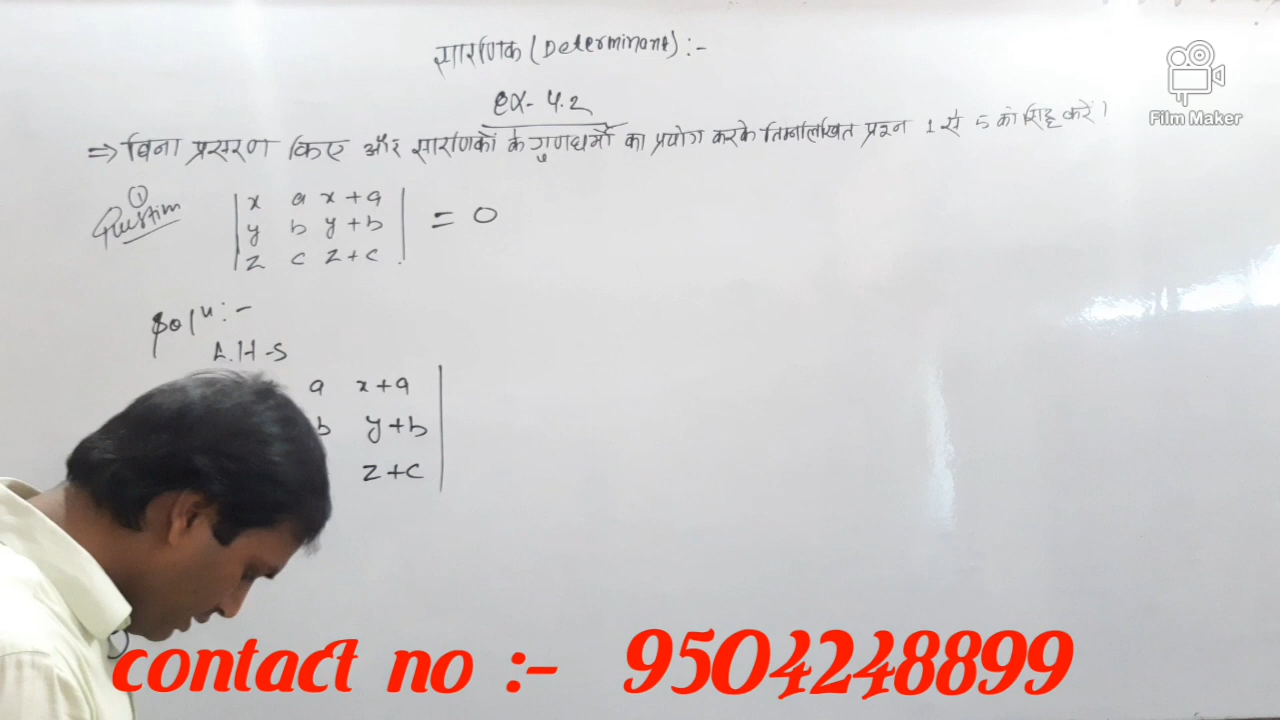 सारणिक (Determinant) :-
EX- 4.2
⇒ बिना प्रसरण किए और सारणिकों के गुणधर्मों का प्रयोग करके निम्नलिखित प्रश्न 1 से 5 को सिद्ध करें।
① Question
| x a x+a |
| y b y+b | = 0
| z c z+c |
Solⁿ :-
L.H-S
a x+a |
b y+b |
z+c |
Film Maker
contact no :- 9504248899